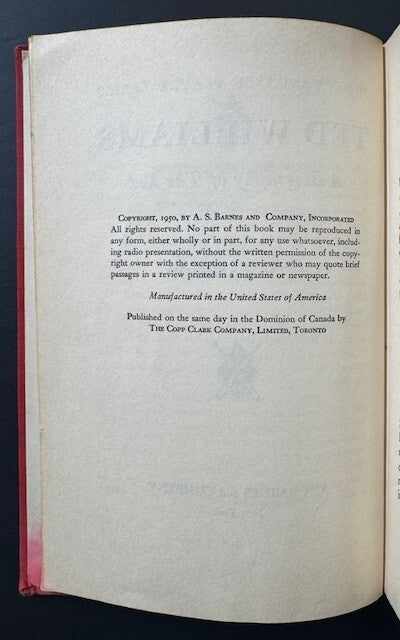 COPYRIGHT, 1950, BY A. S. BARNES AND COMPANY, INCORPORATED
All rights reserved. No part of this book may be reproduced in
any form, either wholly or in part, for any use whatsoever, includ-
ing radio presentation, without the written permission of the copy-
right owner with the exception of a reviewer who may quote brief
passages in a review printed in a magazine or newspaper.
Manufactured in the United States of America
Published on the same day in the Dominion of Canada by
THE COPP CLARK COMPANY, LIMITED, TORONTO